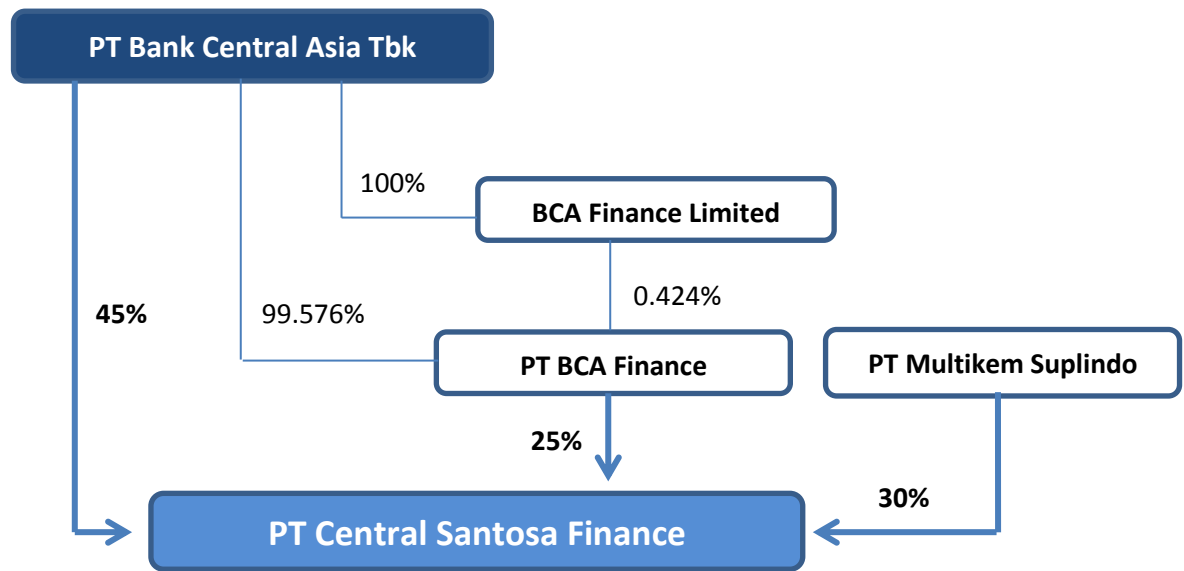 PT Bank Central Asia Tbk
100%
BCA Finance Limited
45%
99.576%
0.424%
PT BCA Finance
PT Multikem Suplindo
25%
30%
PT Central Santosa Finance